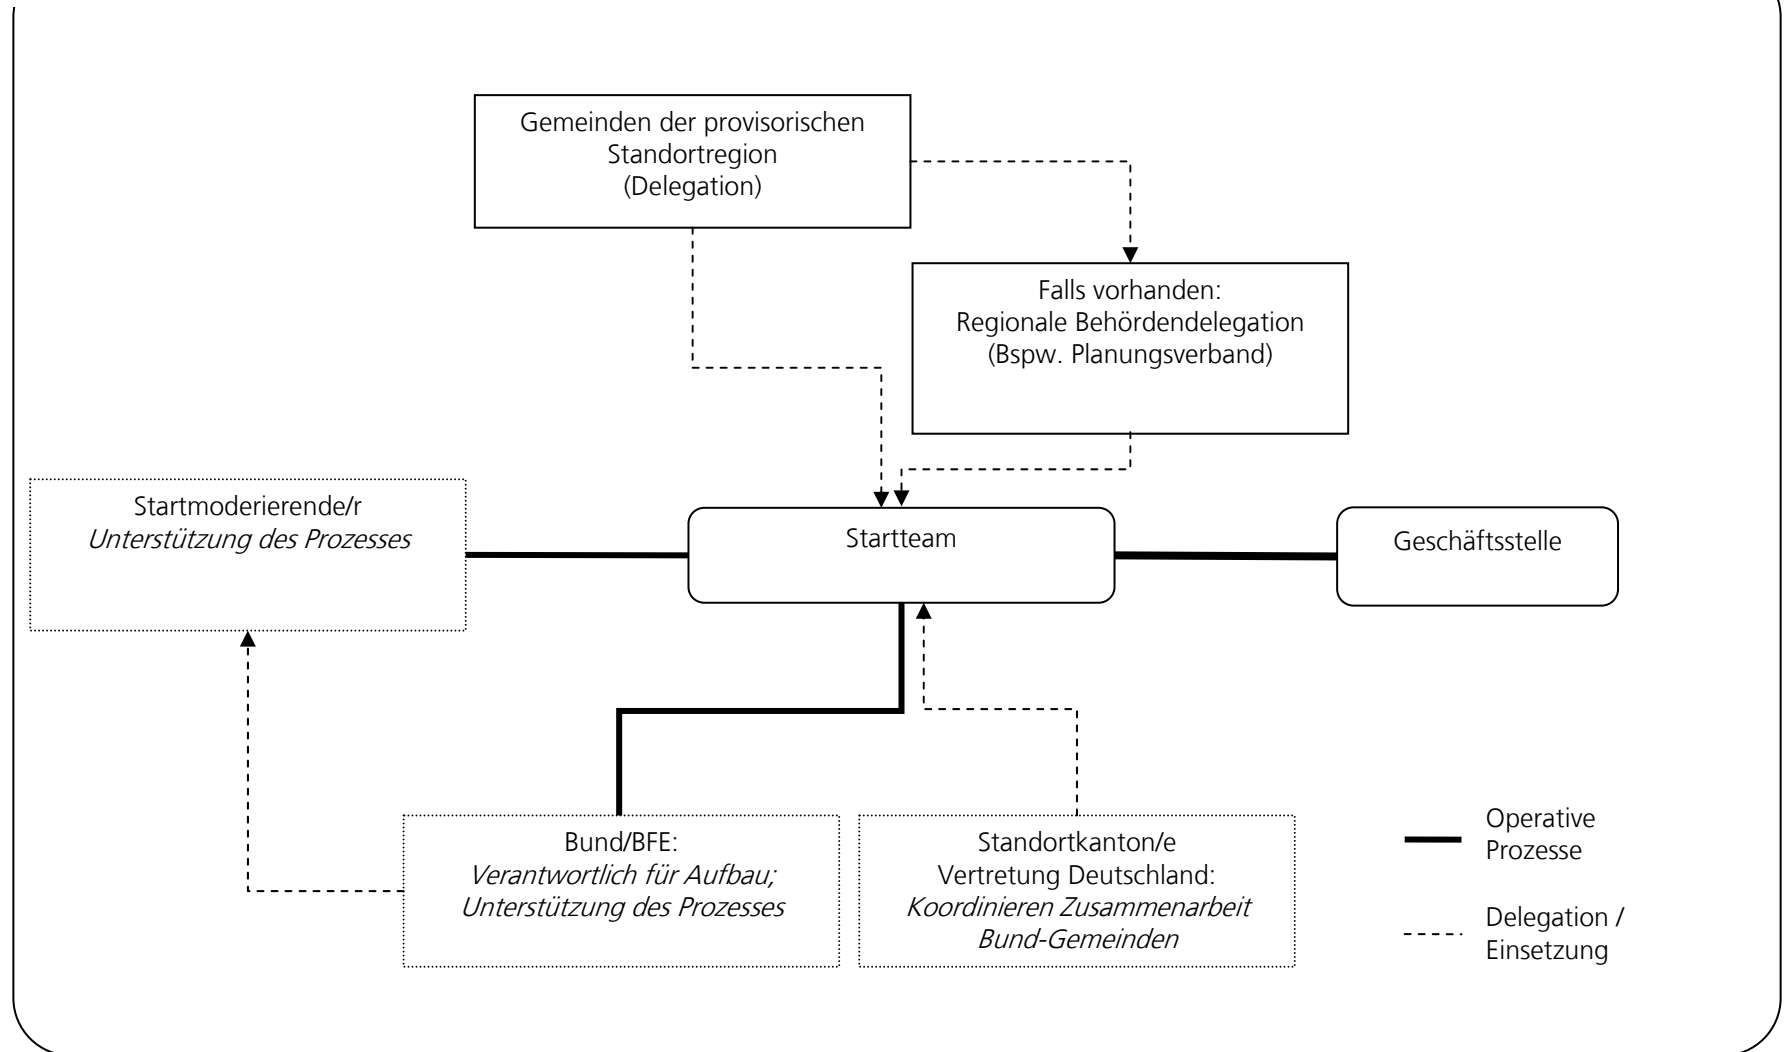 Gemeinden der provisorischen
Standortregion
(Delegation)
Falls vorhanden:
Regionale Behördendelegation
(Bspw. Planungsverband)
Startmoderierende/r
Unterstützung des Prozesses
Startteam
Geschäftsstelle
Bund/BFE:
Verantwortlich für Aufbau;
Unterstützung des Prozesses
Standortkanton/e
Vertretung Deutschland:
Koordinieren Zusammenarbeit
Bund-Gemeinden
Operative
Prozesse
Delegation /
Einsetzung